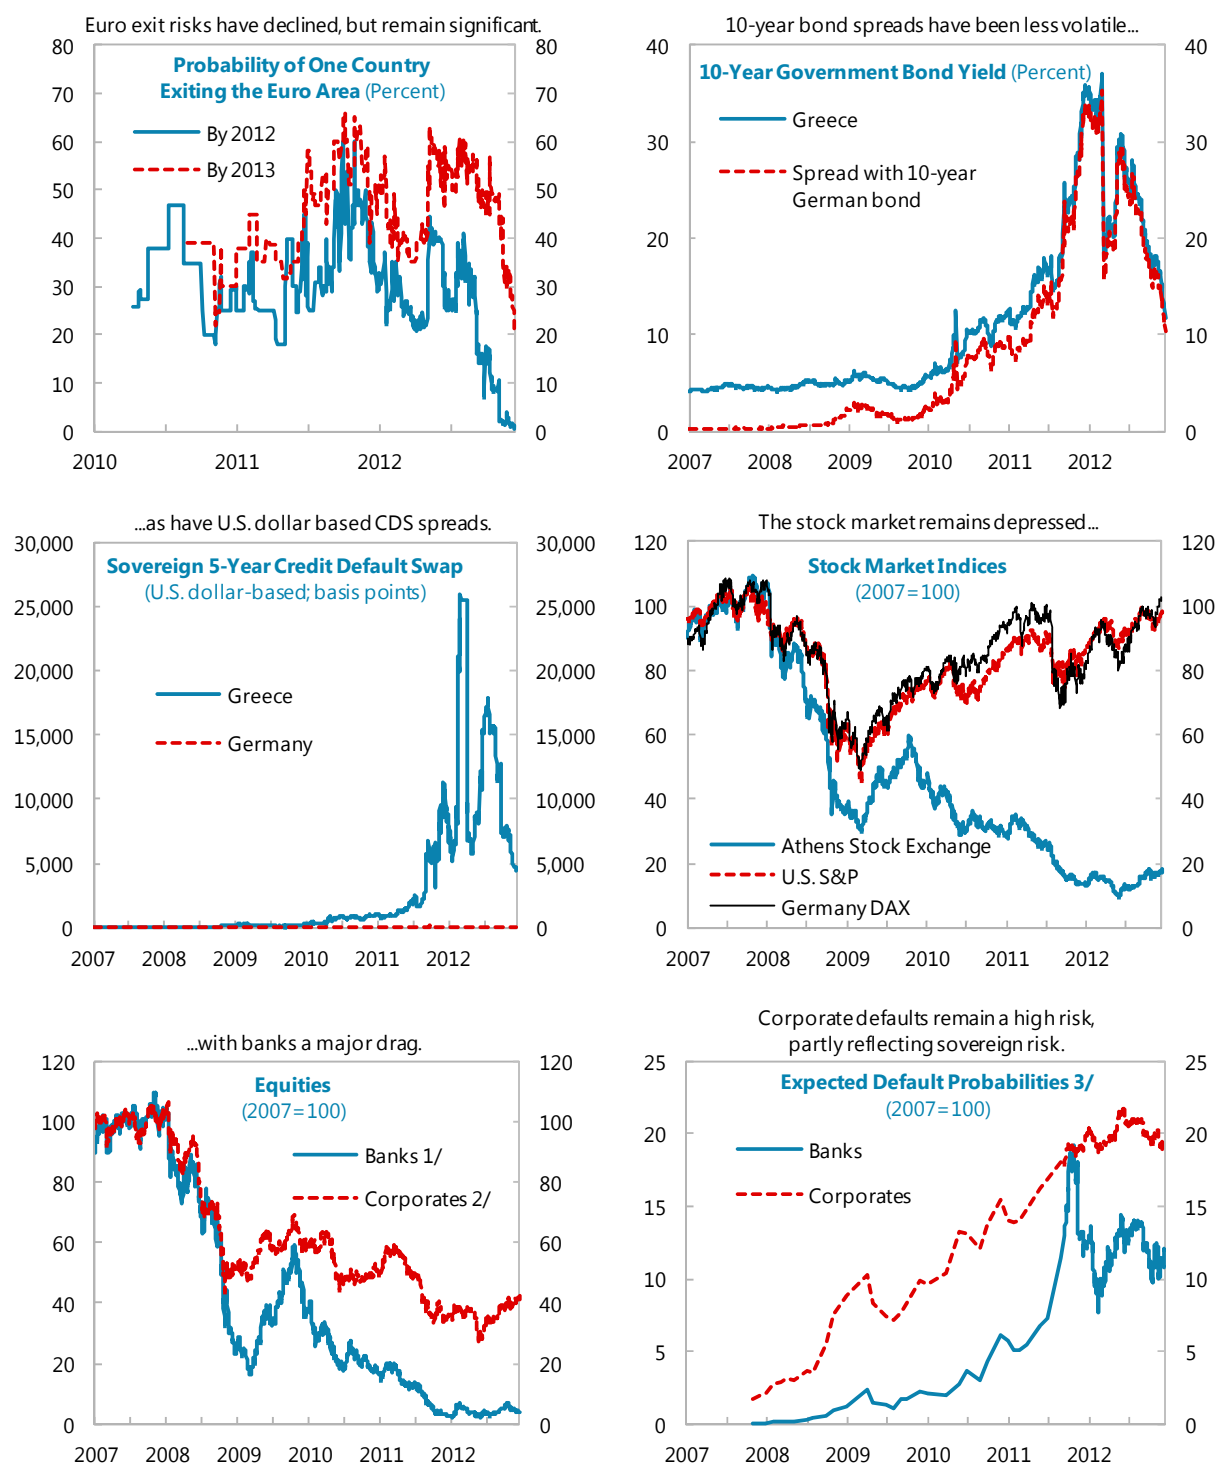 Euro exit risks have declined, but remain significant.
Probability of One Country
Exiting the Euro Area (Percent)
By 2012
By 2013
80
70
60
50
40
30
20
10
0
80
70
60
50
40
30
20
10
0
2010 2011 2012
10-year bond spreads have been less volatile...
10-Year Government Bond Yield (Percent)
Greece
Spread with 10-year
German bond
40
30
20
10
0
40
30
20
10
0
2007 2008 2009 2010 2011 2012
...as have U.S. dollar based CDS spreads.
Sovereign 5-Year Credit Default Swap
(U.S. dollar-based; basis points)
Greece
Germany
30,000
25,000
20,000
15,000
10,000
5,000
0
30,000
25,000
20,000
15,000
10,000
5,000
0
2007 2008 2009 2010 2011 2012
The stock market remains depressed...
Stock Market Indices
(2007=100)
Athens Stock Exchange
U.S. S&P
Germany DAX
120
100
80
60
40
20
0
120
100
80
60
40
20
0
2007 2008 2009 2010 2011 2012
...with banks a major drag.
Equities
(2007=100)
Banks 1/
Corporates 2/
120
100
80
60
40
20
0
120
100
80
60
40
20
0
2007 2008 2009 2010 2011 2012
Corporate defaults remain a high risk,
partly reflecting sovereign risk.
Expected Default Probabilities 3/
(2007=100)
Banks
Corporates
25
20
15
10
5
0
25
20
15
10
5
0
2007 2008 2009 2010 2011 2012